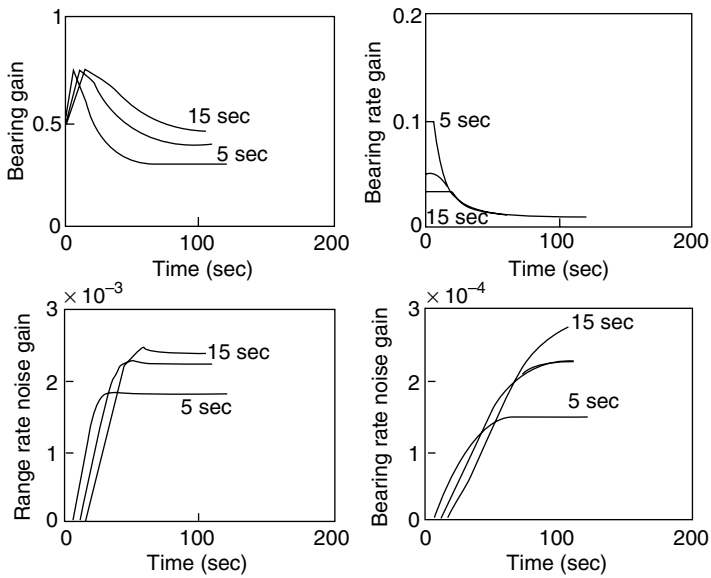 1
Bearing gain
0.5
0
15 sec
5 sec
0
100
200
Time (sec)
0.2
Bearing rate gain
0.1
0
5 sec
15 sec
0
100
200
Time (sec)
3
× 10⁻³
Range rate noise gain
2
1
0
15 sec
5 sec
0
100
200
Time (sec)
3
× 10⁻⁴
Bearing rate noise gain
2
1
0
15 sec
5 sec
0
100
200
Time (sec)